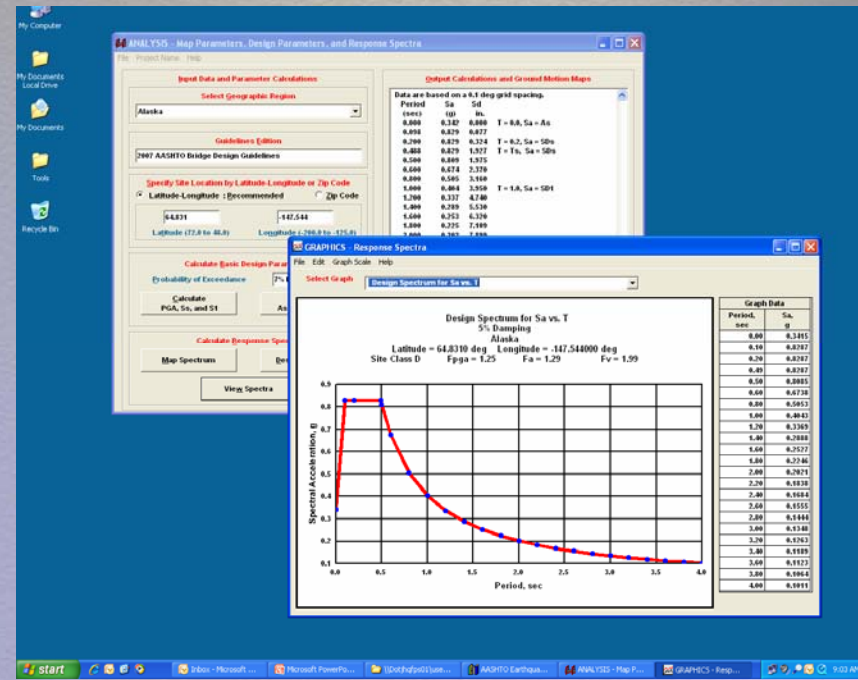 My Computer
My Documents Local Drive
My Documents
Tools
Recycle Bin
ANALYSIS - Map Parameters, Design Parameters, and Response Spectra
File Project Name Help
Input Data and Parameter Calculations
Select Geographic Region
Alaska
Guidelines Edition
2007 AASHTO Bridge Design Guidelines
Specify Site Location by Latitude-Longitude or Zip Code
Latitude-Longitude : Recommended Zip Code
64.831 -147.544
Latitude (72.0 to 48.0) Longitude (-200.0 to -125.0)
Calculate Basic Design Para
Probability of Exceedance
Calculate
PGA, Ss, and S1
As
Calculate Response Spe
Map Spectrum
View Spectra
Output Calculations and Ground Motion Maps
Data are based on a 0.1 deg grid spacing.
Period Sa Sd
(sec) (g) in.
0.000 0.342 0.000 T = 0.0, Sa = As
0.098 0.829 0.077
0.200 0.829 0.324 T = 0.2, Sa = SDs
0.488 0.829 1.927 T = Ts, Sa = SDs
0.500 0.809 1.975
0.600 0.674 2.370
0.800 0.505 3.160
1.000 0.404 3.950 T = 1.0, Sa = SD1
1.200 0.337 4.740
1.400 0.289 5.530
1.600 0.253 6.320
1.800 0.225 7.109
GRAPHICS - Response Spectra
File Edit Graph Scale Help
Select Graph Design Spectrum for Sa vs. T
Design Spectrum for Sa vs. T
5% Damping
Alaska
Latitude = 64.8310 deg Longitude = -147.544000 deg
Site Class D Fpga = 1.25 Fa = 1.29 Fv = 1.99
Spectral Acceleration, g
0.9
0.8
0.7
0.6
0.5
0.4
0.3
0.2
0.1
0.0 0.5 1.0 1.5 2.0 2.5 3.0 3.5 4.0
Period, sec
Graph Data
Period, Sa,
sec g
0.00 0.3415
0.10 0.8287
0.20 0.8287
0.49 0.8287
0.50 0.8085
0.60 0.6738
0.80 0.5053
1.00 0.4043
1.20 0.3369
1.40 0.2888
1.60 0.2527
1.80 0.2246
2.00 0.2021
2.20 0.1838
2.40 0.1684
2.60 0.1555
2.80 0.1444
3.00 0.1348
3.20 0.1263
3.40 0.1189
3.60 0.1123
3.80 0.1064
4.00 0.1011
start
Inbox - Microsoft ...
Microsoft PowerPo...
\\Dothqfps01\use...
AASHTO Earthqua...
ANALYSIS - Map P...
GRAPHICS - Resp...
9:03 AM